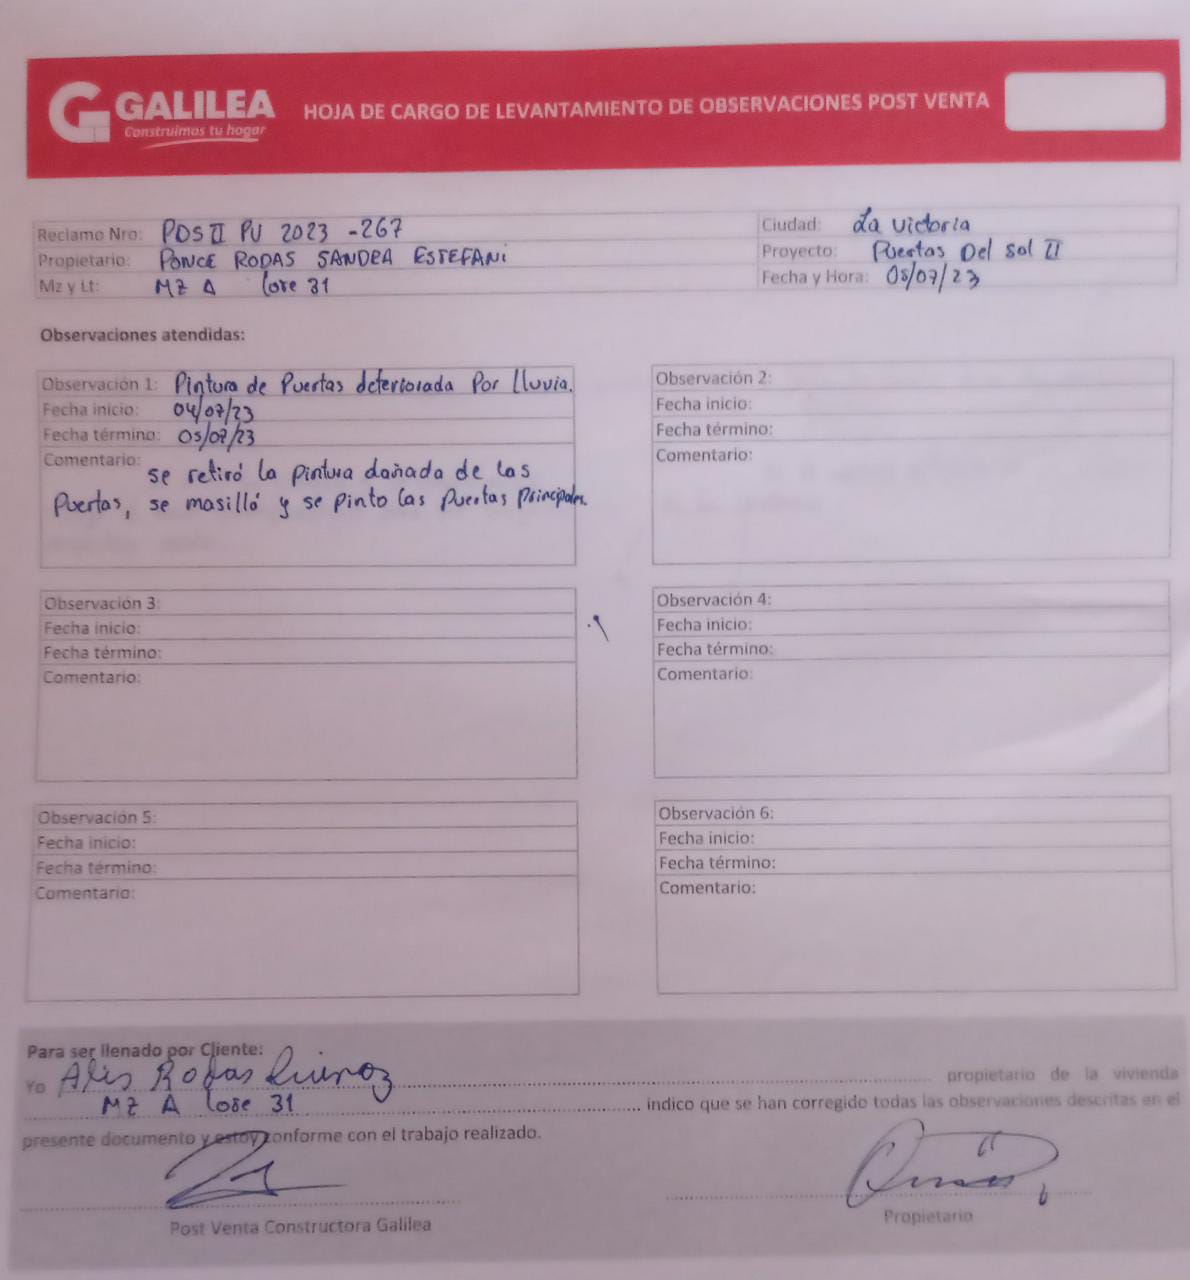 GALILEA
Construimos tu hogar
HOJA DE CARGO DE LEVANTAMIENTO DE OBSERVACIONES POST VENTA
Reclamo Nro: PDS II PU 2023 -267
Ciudad: La Victoria
Propietario: PONCE RODAS SANDRA ESTEFANI
Proyecto: Puertas Del Sol II
Mz y Lt: MZ A Lote 31
Fecha y Hora: 05/07/23
Observaciones atendidas:
Observación 1: Pintura de Puertas deteriorada Por Lluvia.
Fecha inicio: 04/07/23
Fecha término: 05/07/23
Comentario: se retiró la pintura dañada de las
Puertas, se masilló y se pinto las puertas principales.
Observación 2:
Fecha inicio:
Fecha término:
Comentario:
Observación 3:
Fecha inicio:
Fecha término:
Comentario:
Observación 4:
Fecha inicio:
Fecha término:
Comentario:
Observación 5:
Fecha inicio:
Fecha término:
Comentario:
Observación 6:
Fecha inicio:
Fecha término:
Comentario:
Para ser llenado por Cliente:
Yo Rodas propietario de la vivienda
MZ A Lote 31 indico que se han corregido todas las observaciones descritas en el
presente documento y estoy conforme con el trabajo realizado.
Post Venta Constructora Galilea
Propietario